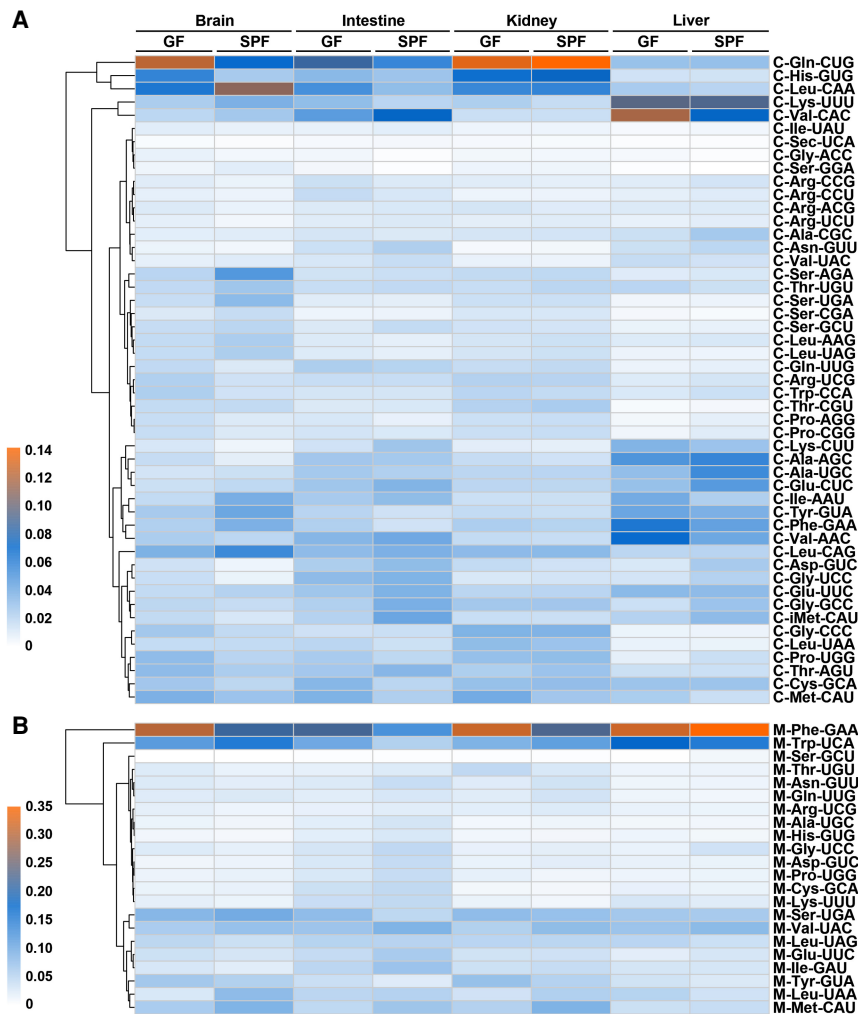 A
Brain Intestine Kidney Liver
GF SPF GF SPF GF SPF GF SPF
C-Gln-CUG
C-His-GUG
C-Leu-CAA
C-Lys-UUU
C-Val-CAC
C-Ile-UAU
C-Sec-UCA
C-Gly-ACC
C-Ser-GGA
C-Arg-CCG
C-Arg-CCU
C-Arg-ACG
C-Arg-UCU
C-Ala-CGC
C-Asn-GUU
C-Val-UAC
C-Ser-AGA
C-Thr-UGU
C-Ser-UGA
C-Ser-CGA
C-Ser-GCU
C-Leu-AAG
C-Leu-UAG
C-Gln-UUG
C-Arg-UCG
C-Trp-CCA
C-Thr-CGU
C-Pro-AGG
C-Pro-CGG
C-Lys-CUU
C-Ala-AGC
C-Ala-UGC
C-Glu-CUC
C-Ile-AAU
C-Tyr-GUA
C-Phe-GAA
C-Val-AAC
C-Leu-CAG
C-Asp-GUC
C-Gly-UCC
C-Glu-UUC
C-Gly-GCC
C-iMet-CAU
C-Gly-CCC
C-Leu-UAA
C-Pro-UGG
C-Thr-AGU
C-Cys-GCA
C-Met-CAU
0.14
0.12
0.10
0.08
0.06
0.04
0.02
0
B
M-Phe-GAA
M-Trp-UCA
M-Ser-GCU
M-Thr-UGU
M-Asn-GUU
M-Gln-UUG
M-Arg-UCG
M-Ala-UGC
M-His-GUG
M-Gly-UCC
M-Asp-GUC
M-Pro-UGG
M-Cys-GCA
M-Lys-UUU
M-Ser-UGA
M-Val-UAC
M-Leu-UAG
M-Glu-UUC
M-Ile-GAU
M-Tyr-GUA
M-Leu-UAA
M-Met-CAU
0.35
0.30
0.25
0.20
0.15
0.10
0.05
0